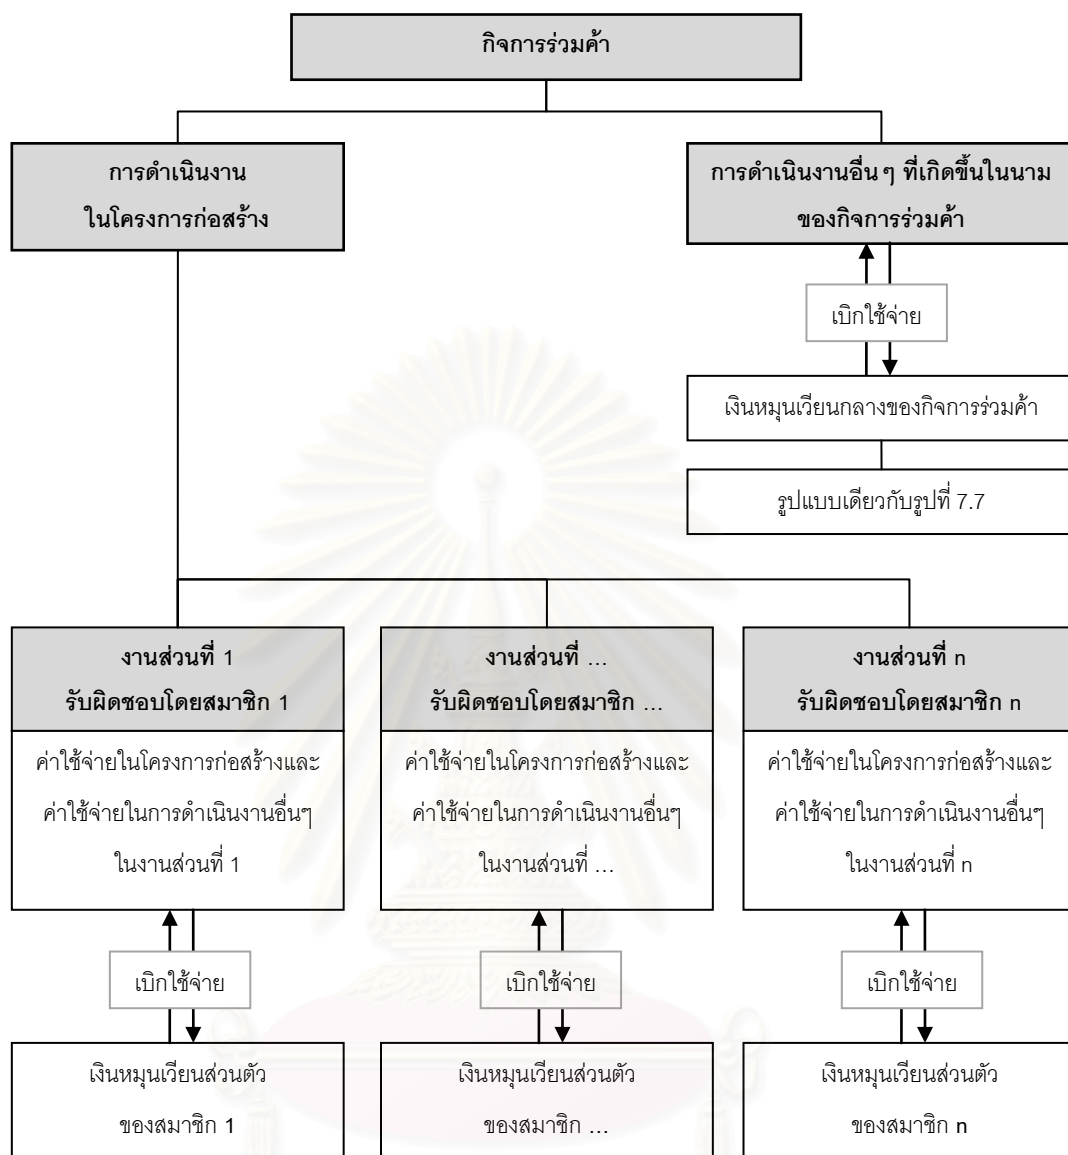 กิจการร่วมค้า
การดำเนินงาน
ในโครงการก่อสร้าง
การดำเนินงานอื่น ๆ ที่เกิดขึ้นในนาม
ของกิจการร่วมค้า
เบิกใช้จ่าย
เงินหมุนเวียนกลางของกิจการร่วมค้า
รูปแบบเดียวกับรูปที่ 7.7
งานส่วนที่ 1
รับผิดชอบโดยสมาชิก 1
ค่าใช้จ่ายในโครงการก่อสร้างและ
ค่าใช้จ่ายในการดำเนินงานอื่นๆ
ในงานส่วนที่ 1
เบิกใช้จ่าย
เงินหมุนเวียนส่วนตัว
ของสมาชิก 1
งานส่วนที่ ...
รับผิดชอบโดยสมาชิก ...
ค่าใช้จ่ายในโครงการก่อสร้างและ
ค่าใช้จ่ายในการดำเนินงานอื่นๆ
ในงานส่วนที่ ...
เบิกใช้จ่าย
เงินหมุนเวียนส่วนตัว
ของสมาชิก ...
งานส่วนที่ n
รับผิดชอบโดยสมาชิก n
ค่าใช้จ่ายในโครงการก่อสร้างและ
ค่าใช้จ่ายในการดำเนินงานอื่นๆ
ในงานส่วนที่ n
เบิกใช้จ่าย
เงินหมุนเวียนส่วนตัว
ของสมาชิก n